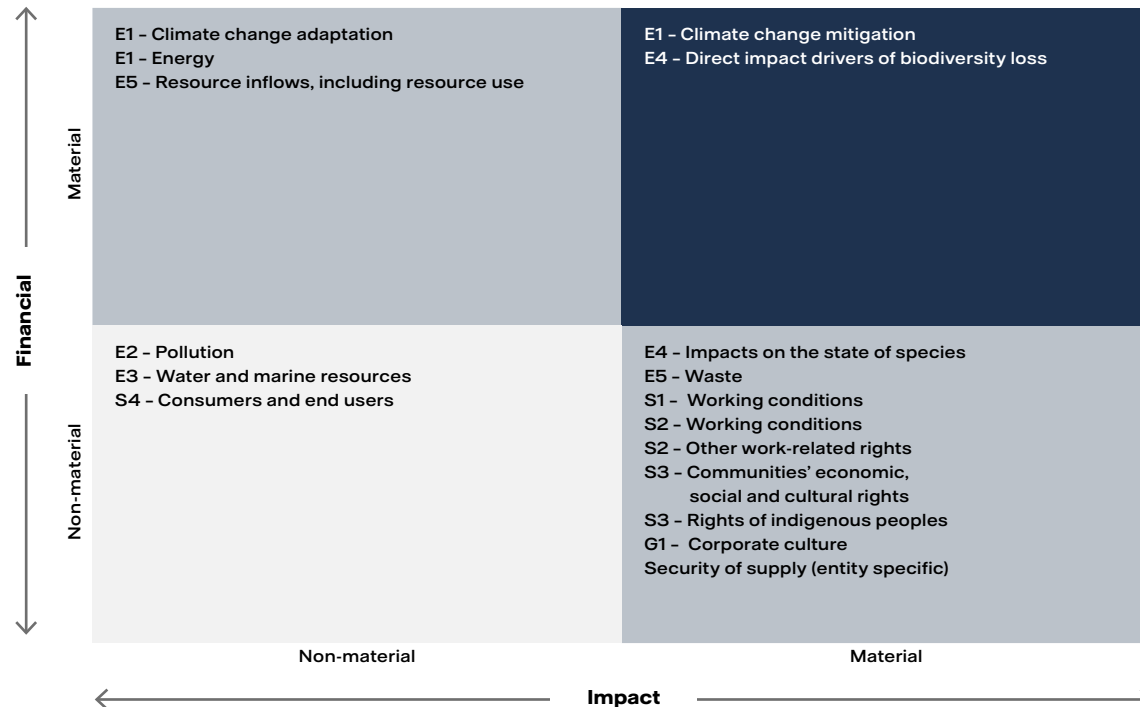 Financial
Material
E1 – Climate change adaptation
E1 – Energy
E5 – Resource inflows, including resource use
E1 – Climate change mitigation
E4 – Direct impact drivers of biodiversity loss
Non-material
E2 – Pollution
E3 – Water and marine resources
S4 – Consumers and end users
E4 – Impacts on the state of species
E5 – Waste
S1 –  Working conditions
S2 – Working conditions
S2 – Other work-related rights
S3 – Communities’ economic,
social and cultural rights
S3 – Rights of indigenous peoples
G1 –  Corporate culture
Security of supply (entity specific)
Non-material
Material
Impact